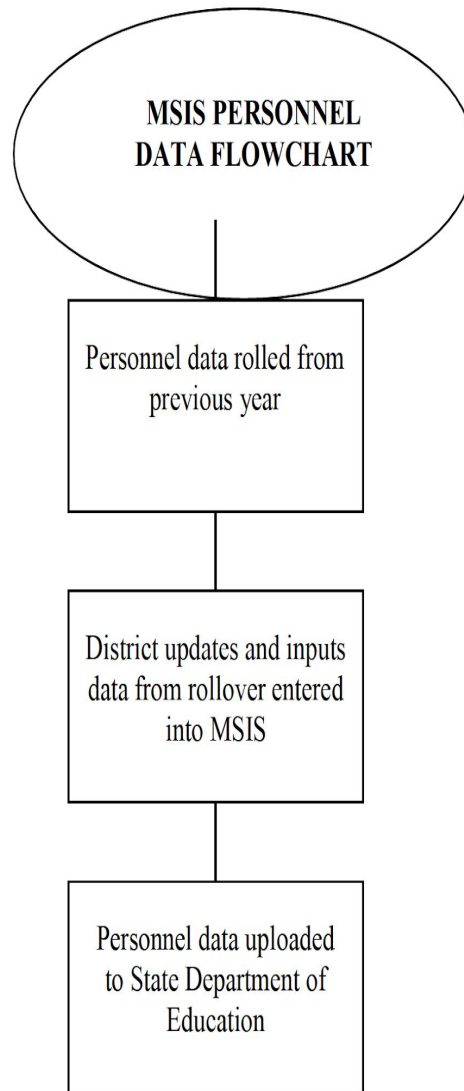 MSIS PERSONNEL
DATA FLOWCHART
Personnel data rolled from
previous year
District updates and inputs
data from rollover entered
into MSIS
Personnel data uploaded
to State Department of
Education